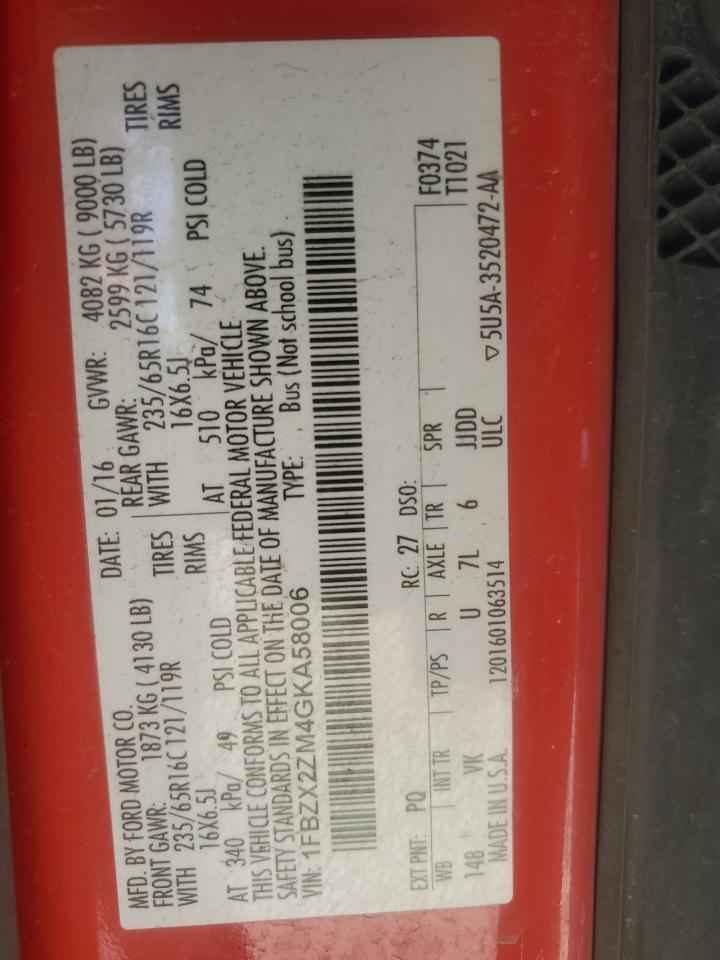 MFD. BY FORD MOTOR CO. DATE: 01/16 GVWR: 4082 KG ( 9000 LB)
FRONT GAWR: 1873 KG ( 4130 LB) REAR GAWR: 2599 KG ( 5730 LB)
WITH 235/65R16C 121/119R TIRES WITH 235/65R16C 121/119R TIRES
16X6.5J RIMS 16X6.5J RIMS
AT 340 kPa/ 49 PSI COLD AT 510 kPa/ 74 PSI COLD
THIS VEHICLE CONFORMS TO ALL APPLICABLE FEDERAL MOTOR VEHICLE
SAFETY STANDARDS IN EFFECT ON THE DATE OF MANUFACTURE SHOWN ABOVE.
VIN: 1FBZX2ZM4GKA58006 TYPE: Bus (Not school bus)
EXT PNT: PQ RC: 27 DSO: F0374
WB INT TR TP/PS R AXLE TR SPR T1021
148 VK U 7L 6 JJDD
MADE IN U.S.A. 1201601063514 ULC ▽5U5A-3520472-AA